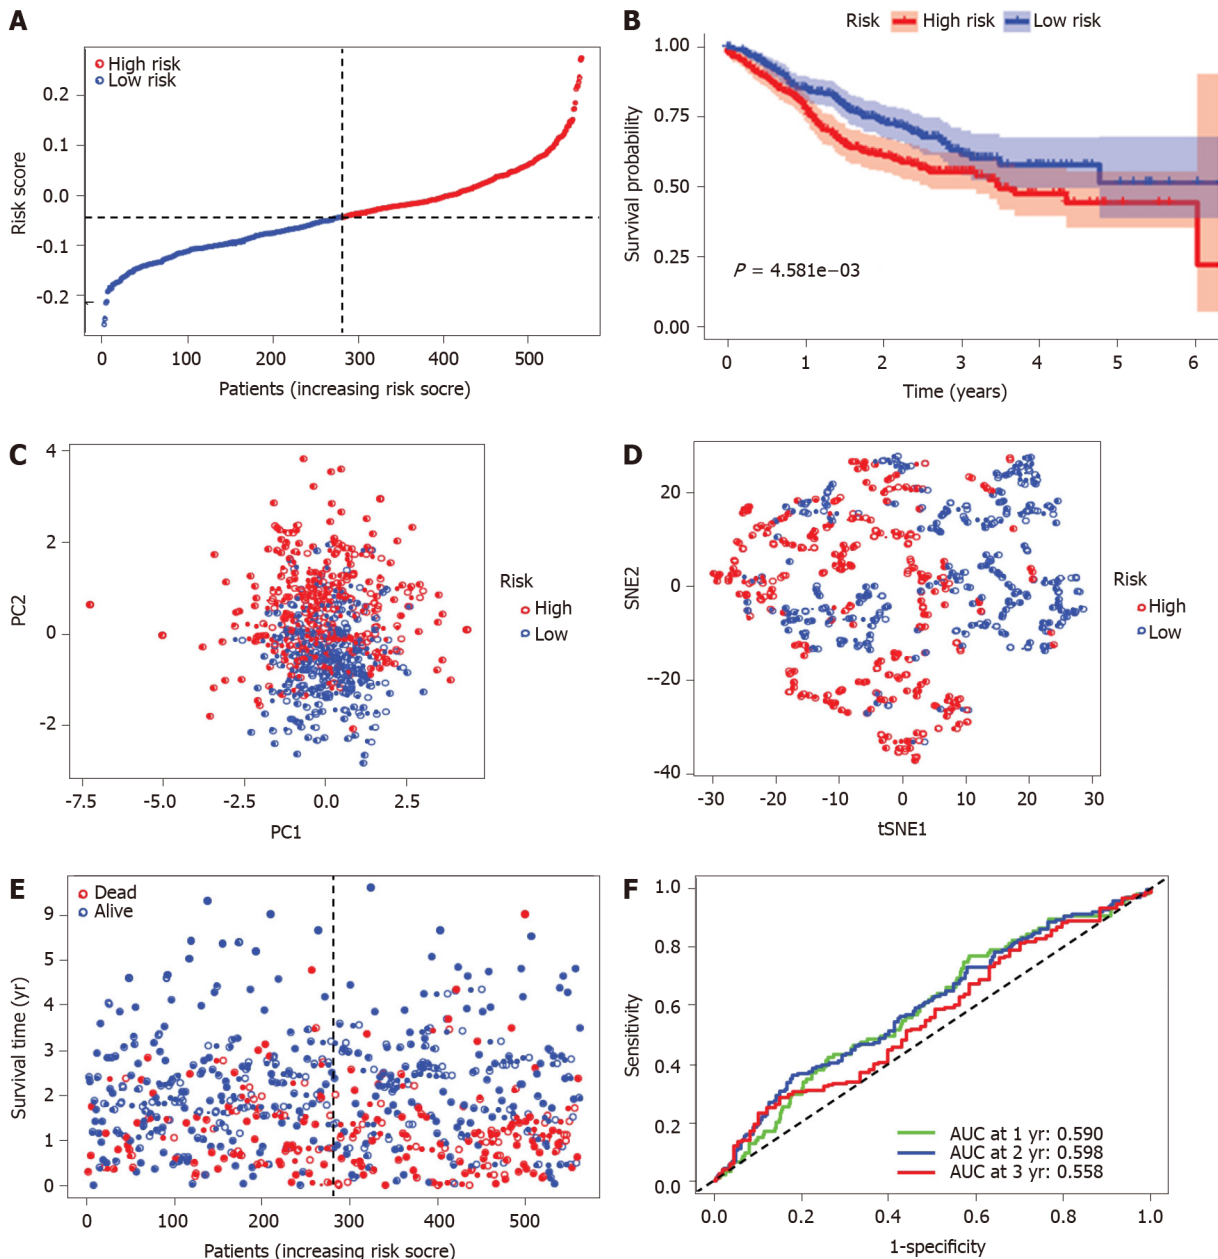 A
High risk
Low risk
0.2
0.1
0.0
-0.1
-0.2
Risk score
0 100 200 300 400 500
Patients (increasing risk socre)
B
Risk High risk Low risk
1.00
0.75
0.50
0.25
0.00
Survival probability
P = 4.581e−03
0 1 2 3 4 5 6
Time (years)
C
4
2
0
-2
PC2
-7.5 -5.0 -2.5 0.0 2.5
PC1
Risk
High
Low
D
20
0
-20
-40
SNE2
-30 -20 -10 0 10 20 30
tSNE1
Risk
High
Low
E
Dead
Alive
9
5
4
3
2
1
0
Survival time (yr)
0 100 200 300 400 500
Patients (increasing risk socre)
F
1.0
0.8
0.6
0.4
0.2
0.0
Sensitivity
AUC at 1 yr: 0.590
AUC at 2 yr: 0.598
AUC at 3 yr: 0.558
0.0 0.2 0.4 0.6 0.8 1.0
1-specificity